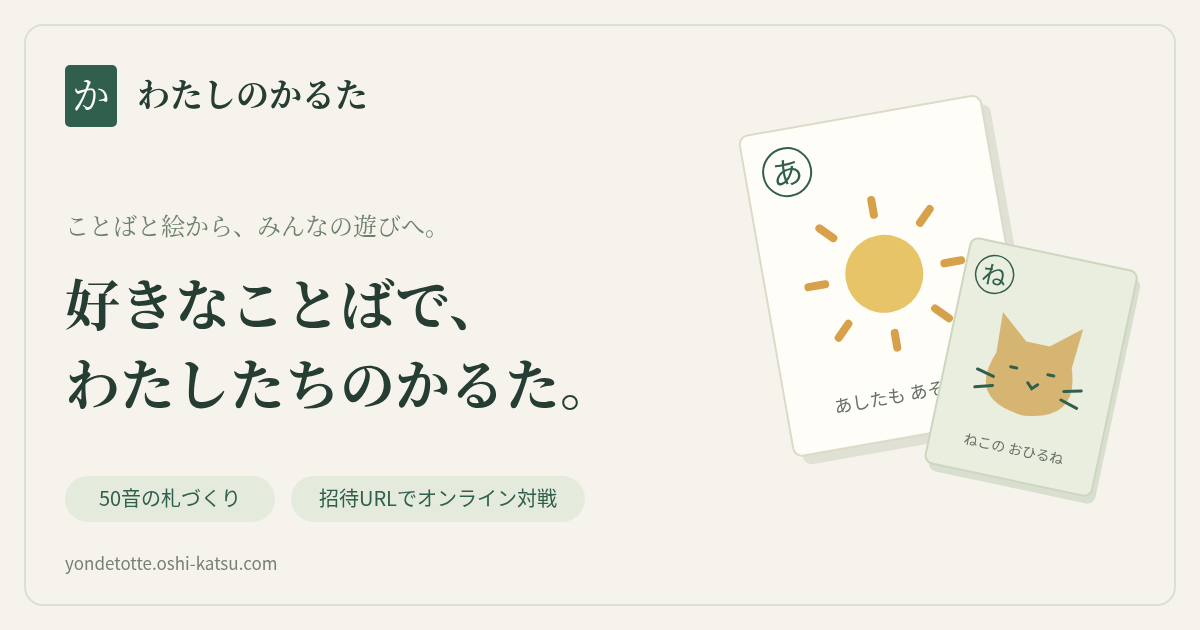 か わたしのかるた
ことばと絵から、みんなの遊びへ。
好きなことばで、
わたしたちのかるた。
50音の札づくり
招待URLでオンライン対戦
yondetotte.oshi-katsu.com
あ
あしたも あそ
ね
ねこの おひるね